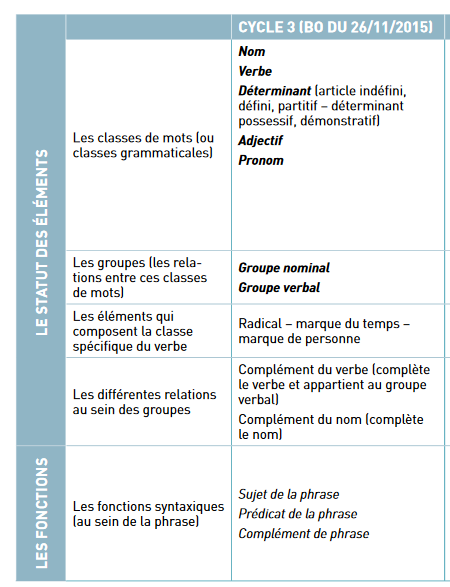 CYCLE 3 (BO DU 26/11/2015)
LE STATUT DES ÉLÉMENTS
Les classes de mots (ou
classes grammaticales)
Nom
Verbe
Déterminant (article indéfini,
défini, partitif – déterminant
possessif, démonstratif)
Adjectif
Pronom
Les groupes (les rela-
tions entre ces classes
de mots)
Groupe nominal
Groupe verbal
Les éléments qui
composent la classe
spécifique du verbe
Radical – marque du temps –
marque de personne
Les différentes relations
au sein des groupes
Complément du verbe (complète
le verbe et appartient au groupe
verbal)
Complément du nom (complète
le nom)
LES FONCTIONS
Les fonctions syntaxiques
(au sein de la phrase)
Sujet de la phrase
Prédicat de la phrase
Complément de phrase